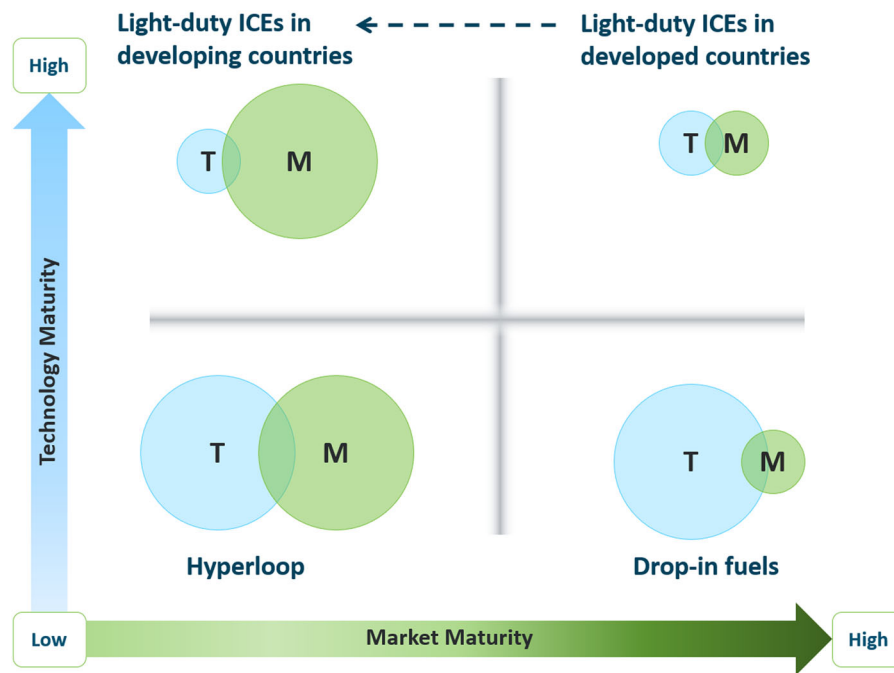 Light-duty ICEs in
developing countries
Light-duty ICEs in
developed countries
High
T
M
T
M
Technology Maturity
T
M
T
M
Hyperloop
Drop-in fuels
Low
Market Maturity
High